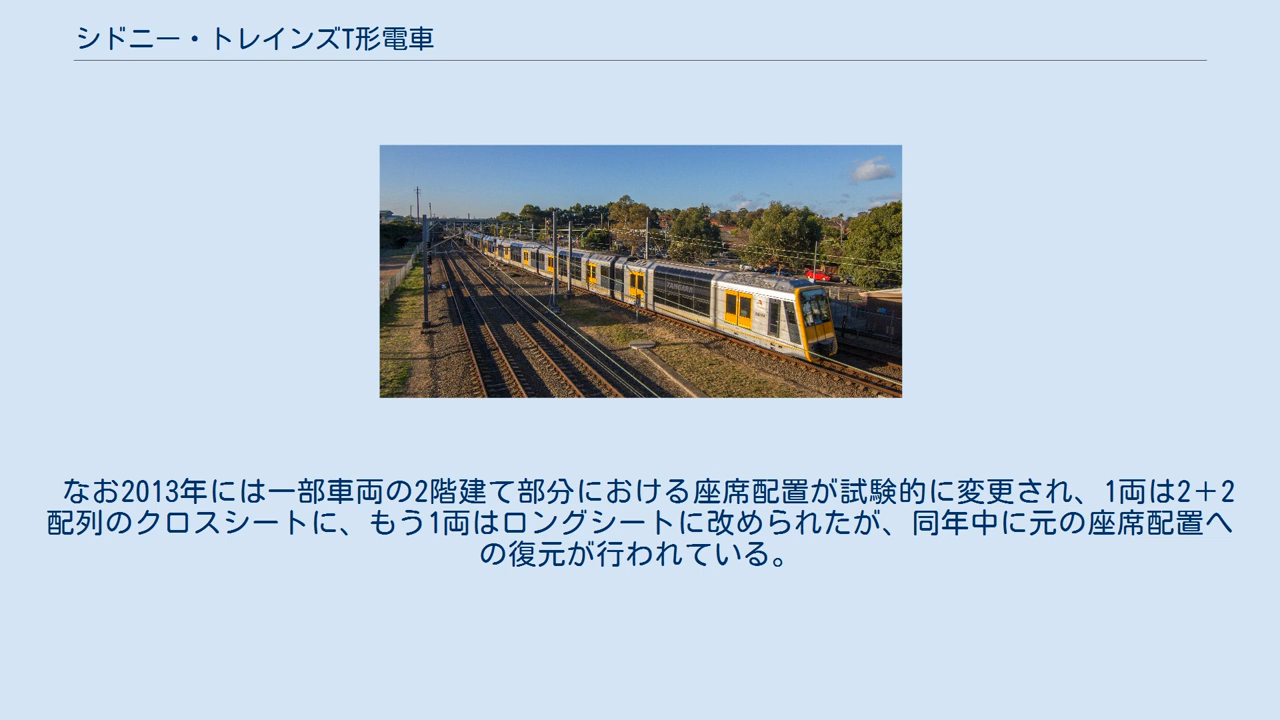 シドニー・トレインズT形電車
なお2013年には一部車両の2階建て部分における座席配置が試験的に変更され、1両は2＋2
配列のクロスシートに、もう1両はロングシートに改められたが、同年中に元の座席配置へ
の復元が行われている。